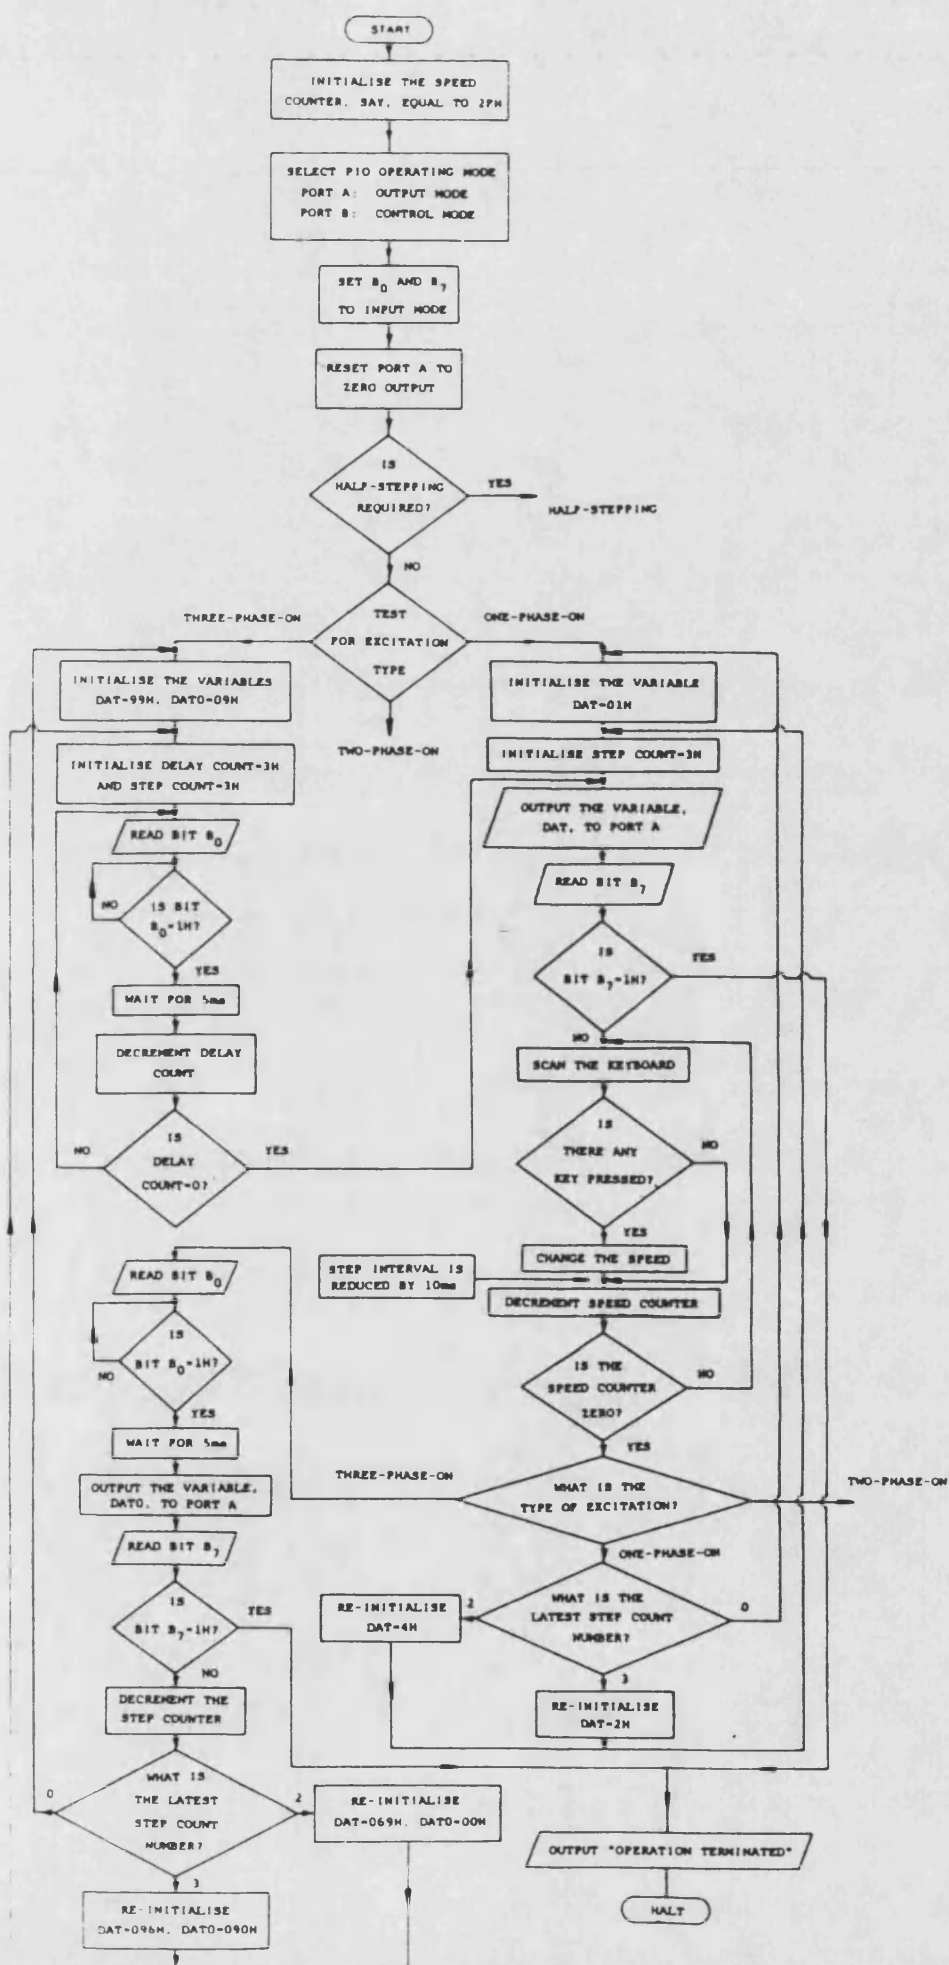 START
INITIALISE THE SPEED
COUNTER, SAY, EQUAL TO 2FH
SELECT PIO OPERATING MODE
PORT A: OUTPUT MODE
PORT B: CONTROL MODE
SET B0 AND B7
TO INPUT MODE
RESET PORT A TO
ZERO OUTPUT
IS
HALF-STEPPING
REQUIRED?
YES
HALF-STEPPING
NO
TEST
FOR EXCITATION
TYPE
THREE-PHASE-ON
ONE-PHASE-ON
TWO-PHASE-ON
INITIALISE THE VARIABLES
DAT=99H, DAT0=09H
INITIALISE DELAY COUNT=3H
AND STEP COUNT=3H
READ BIT B0
IS BIT
B0=1H?
NO
YES
WAIT FOR 5ms
DECREMENT DELAY
COUNT
IS
DELAY
COUNT=0?
NO
YES
INITIALISE THE VARIABLE
DAT=01H
INITIALISE STEP COUNT=3H
OUTPUT THE VARIABLE,
DAT, TO PORT A
READ BIT B7
IS
BIT B7=1H?
YES
NO
SCAN THE KEYBOARD
IS
THERE ANY
KEY PRESSED?
NO
YES
CHANGE THE SPEED
STEP INTERVAL IS
REDUCED BY 10ms
DECREMENT SPEED COUNTER
IS THE
SPEED COUNTER
ZERO?
NO
YES
WHAT IS THE
TYPE OF EXCITATION?
THREE-PHASE-ON
TWO-PHASE-ON
ONE-PHASE-ON
WHAT IS THE
LATEST STEP COUNT
NUMBER?
2
0
3
RE-INITIALISE
DAT=4H
RE-INITIALISE
DAT=2H
READ BIT B0
IS
BIT B0=1H?
NO
YES
WAIT FOR 5ms
OUTPUT THE VARIABLE,
DAT0, TO PORT A
READ BIT B7
IS
BIT B7=1H?
YES
NO
DECREMENT THE
STEP COUNTER
WHAT IS
THE LATEST
STEP COUNT
NUMBER?
0
2
3
RE-INITIALISE
DAT=069H, DAT0=00H
RE-INITIALISE
DAT=096H, DAT0=090H
OUTPUT "OPERATION TERMINATED"
HALT